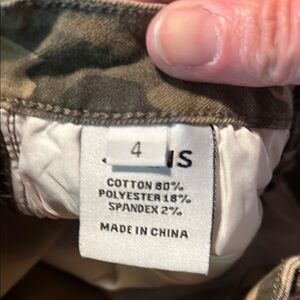 4
COTTON 80%
POLYESTER 18%
SPANDEX 2%
MADE IN CHINA